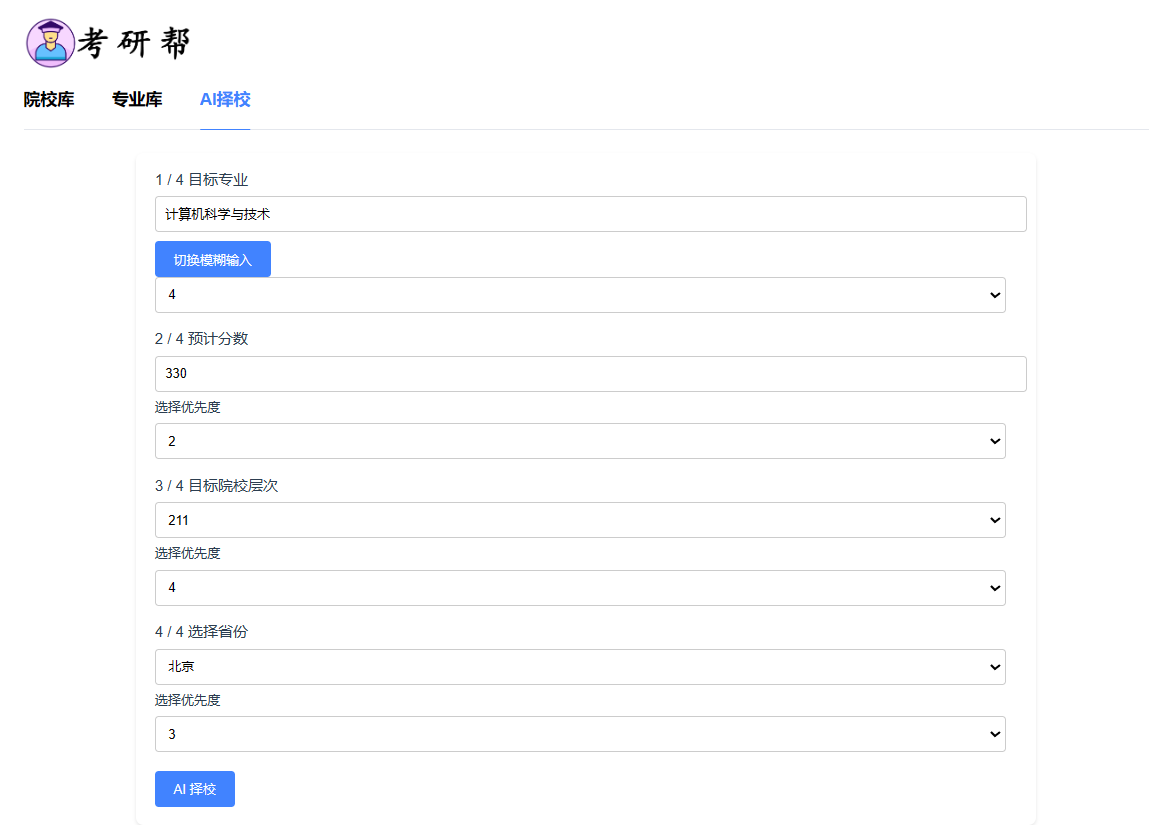 考研帮
院校库 专业库 AI择校
1 / 4 目标专业
计算机科学与技术
切换模糊输入
4
2 / 4 预计分数
330
选择优先度
2
3 / 4 目标院校层次
211
选择优先度
4
4 / 4 选择省份
北京
选择优先度
3
AI 择校